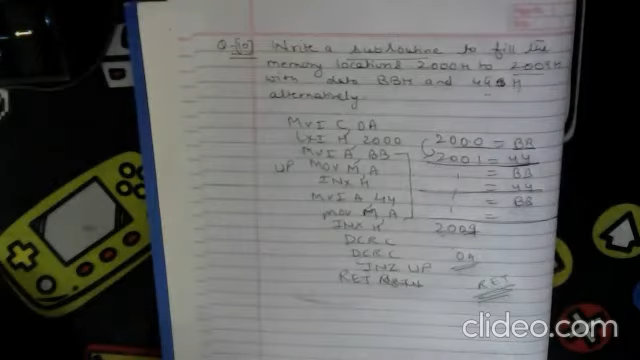 Q-[5] Write a subroutine to fill the
memory locations 2000H to 2009H
with data BBH and 44H
alternatively.
MVI C, 0A
LXI H, 2000
MVI A, BB
UP MOV M, A
INX H
MVI A, 44
MOV M, A
INX H
DCR C
DCR C
JNZ UP
RET
2000 = BB
2001 = 44
= BB
= 44
= BB
=
2009
0A
RET
clideo.com